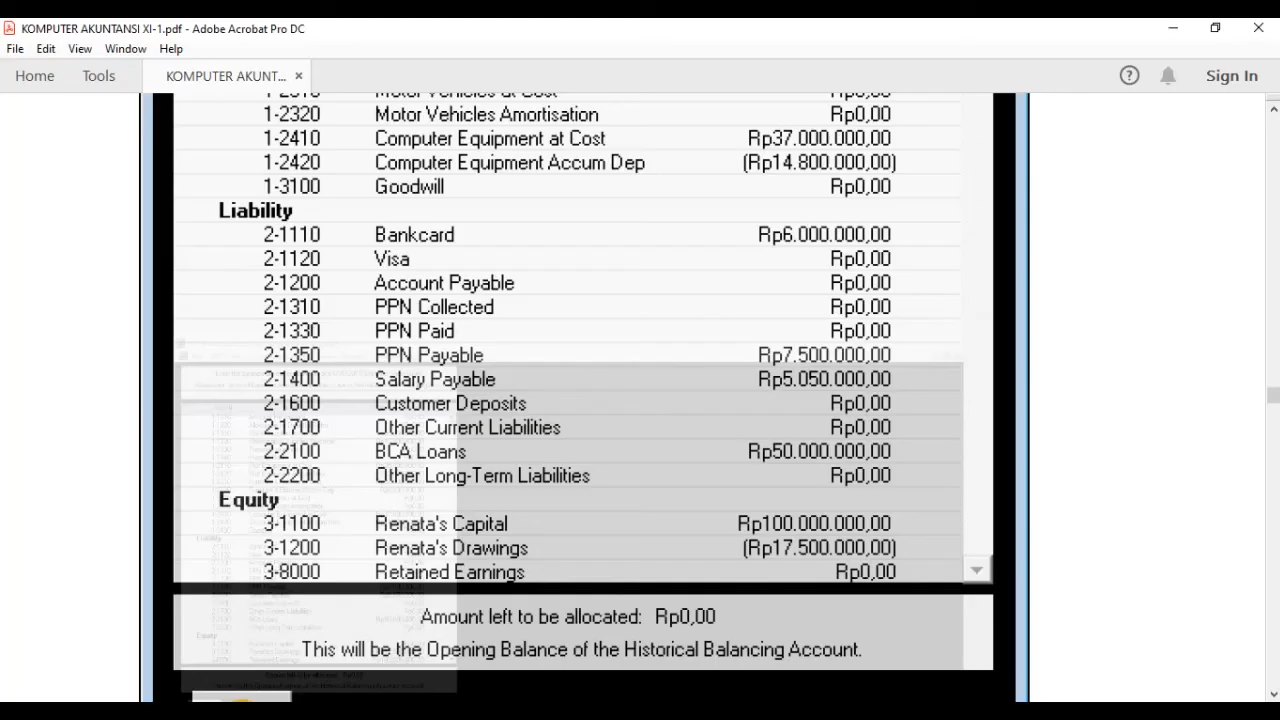 KOMPUTER AKUNTANSI XI-1.pdf - Adobe Acrobat Pro DC
File Edit View Window Help
Home Tools KOMPUTER AKUNT... × Sign In
1-2310 Motor Vehicles at Cost Rp0,00
1-2320 Motor Vehicles Amortisation Rp0,00
1-2410 Computer Equipment at Cost Rp37.000.000,00
1-2420 Computer Equipment Accum Dep (Rp14.800.000,00)
1-3100 Goodwill Rp0,00
Liability
2-1110 Bankcard Rp6.000.000,00
2-1120 Visa Rp0,00
2-1200 Account Payable Rp0,00
2-1310 PPN Collected Rp0,00
2-1330 PPN Paid Rp0,00
2-1350 PPN Payable Rp7.500.000,00
2-1400 Salary Payable Rp5.050.000,00
2-1600 Customer Deposits Rp0,00
2-1700 Other Current Liabilities Rp0,00
2-2100 BCA Loans Rp50.000.000,00
2-2200 Other Long-Term Liabilities Rp0,00
Equity
3-1100 Renata's Capital Rp100.000.000,00
3-1200 Renata's Drawings (Rp17.500.000,00)
3-8000 Retained Earnings Rp0,00
Amount left to be allocated: Rp0,00
This will be the Opening Balance of the Historical Balancing Account.